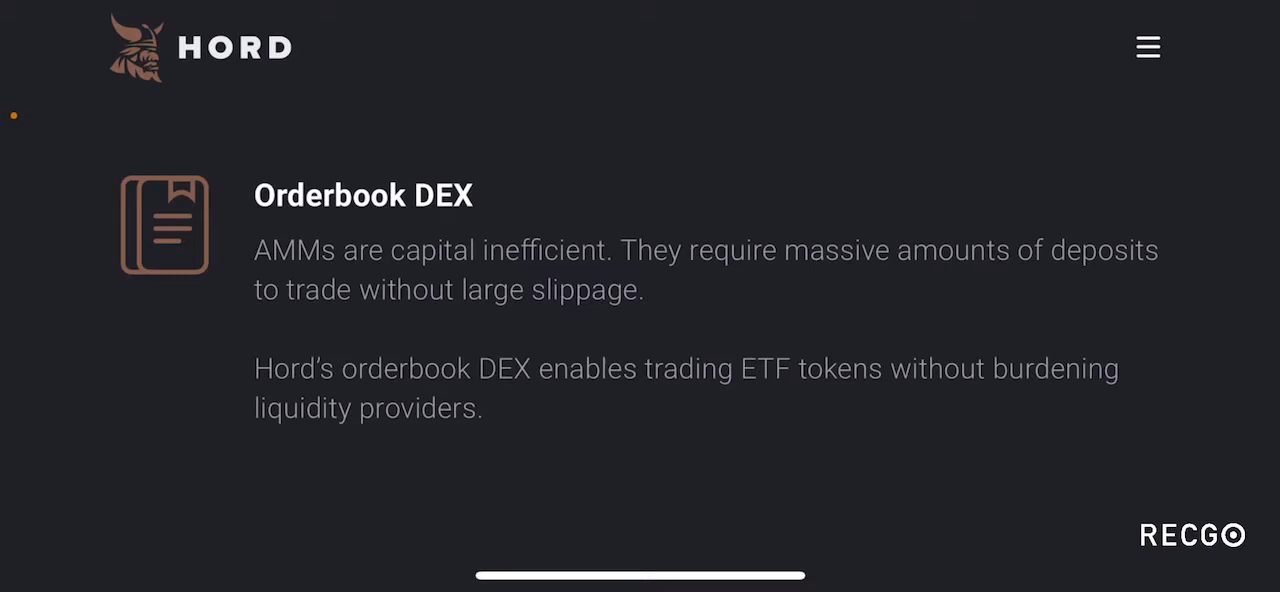 HORD
Orderbook DEX
AMMs are capital inefficient. They require massive amounts of deposits
to trade without large slippage.
Hord’s orderbook DEX enables trading ETF tokens without burdening
liquidity providers.
RECGO